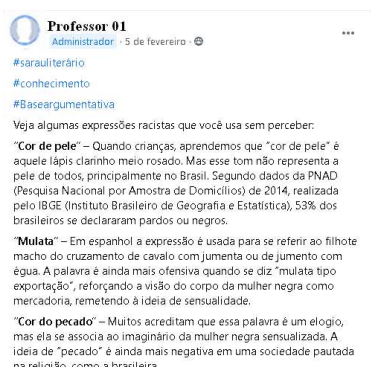 Professor 01
Administrador · 5 de fevereiro ·
#sarauliterário
#conhecimento
#Baseargumentativa
Veja algumas expressões racistas que você usa sem perceber:
"Cor de pele" – Quando crianças, aprendemos que "cor de pele" é
aquele lápis clarinho meio rosado. Mas esse tom não representa a
pele de todos, principalmente no Brasil. Segundo dados da PNAD
(Pesquisa Nacional por Amostra de Domicílios) de 2014, realizada
pelo IBGE (Instituto Brasileiro de Geografia e Estatística), 53% dos
brasileiros se declararam pardos ou negros.
"Mulata" – Em espanhol a expressão é usada para se referir ao filhote
macho do cruzamento de cavalo com jumenta ou de jumento com
égua. A palavra é ainda mais ofensiva quando se diz "mulata tipo
exportação", reforçando a visão do corpo da mulher negra como
mercadoria, remetendo à ideia de sensualidade.
"Cor do pecado" – Muitos acreditam que essa palavra é um elogio,
mas ela se associa ao imaginário da mulher negra sensualizada. A
ideia de "pecado" é ainda mais negativa em uma sociedade pautada
na religião, como a brasileira.